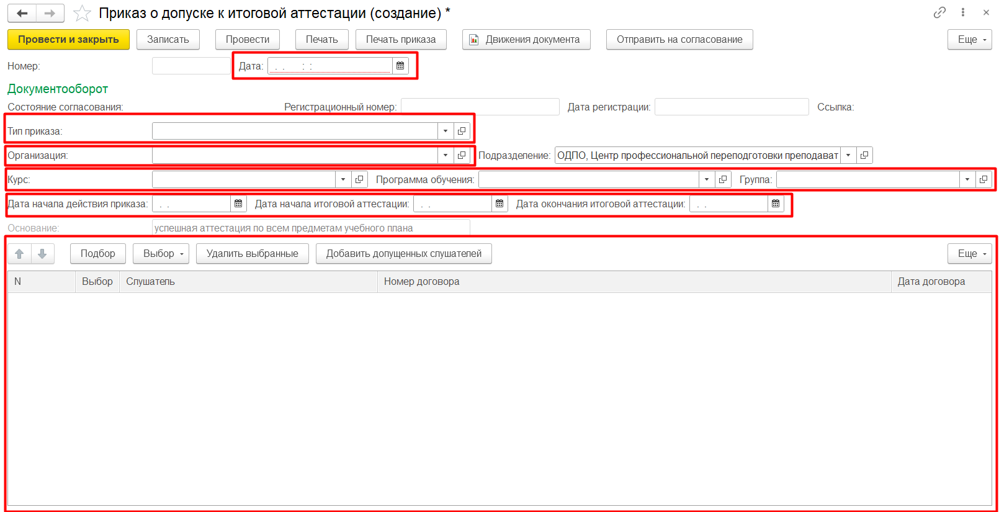 Приказ о допуске к итоговой аттестации (создание) *
Провести и закрыть Записать Провести Печать Печать приказа Движения документа Отправить на согласование Еще
Номер: Дата: . . : :
Документооборот
Состояние согласования: Регистрационный номер: Дата регистрации: Ссылка:
Тип приказа:
Организация: Подразделение: ОДПО, Центр профессиональной переподготовки преподават
Курс: Программа обучения: Группа:
Дата начала действия приказа: . . Дата начала итоговой аттестации: . . Дата окончания итоговой аттестации: . .
Основание: успешная аттестация по всем предметам учебного плана
Подбор Выбор Удалить выбранные Добавить допущенных слушателей Еще
N Выбор Слушатель Номер договора Дата договора